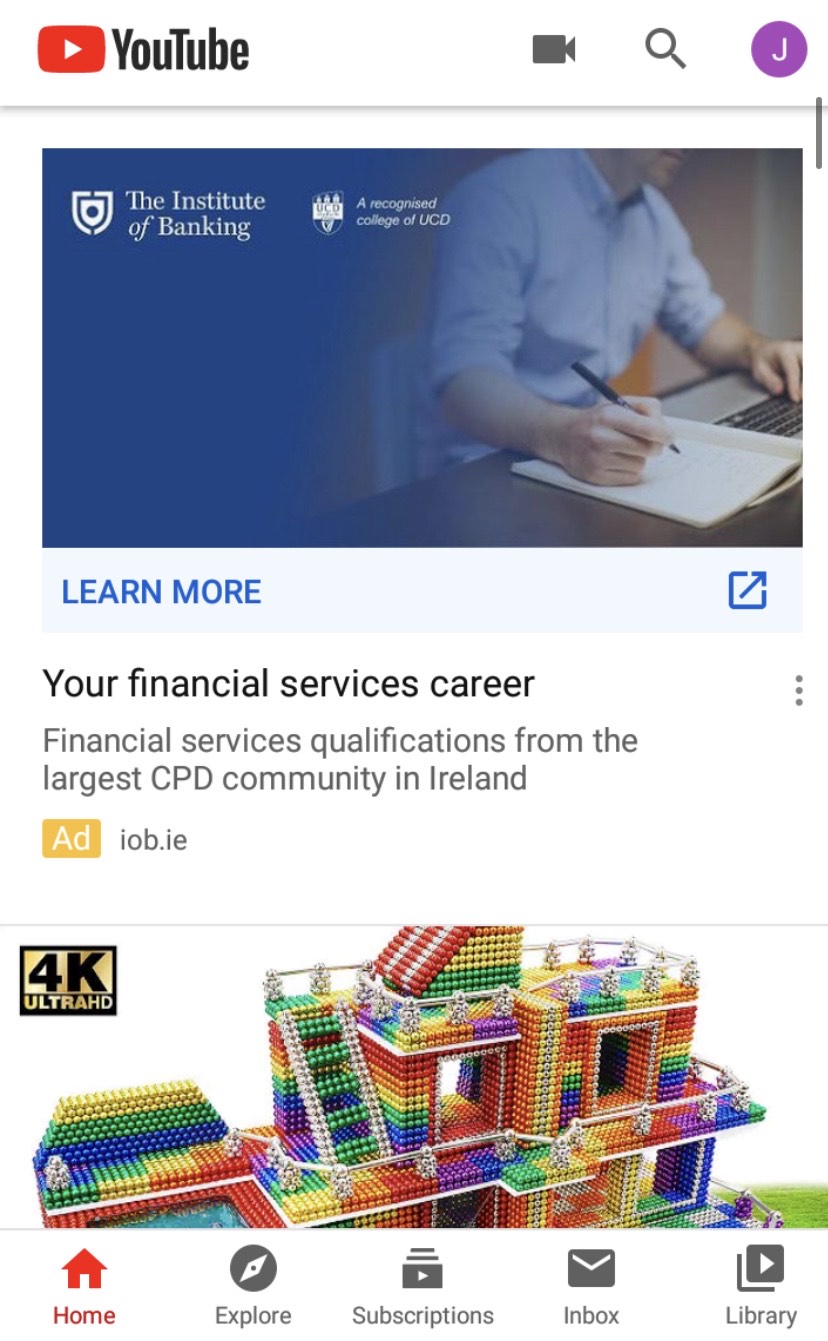 YouTube
J
The Institute
of Banking
UCD
A recognised
college of UCD
LEARN MORE
Your financial services career
Financial services qualifications from the
largest CPD community in Ireland
Ad iob.ie
4K
ULTRAHD
Home Explore Subscriptions Inbox Library